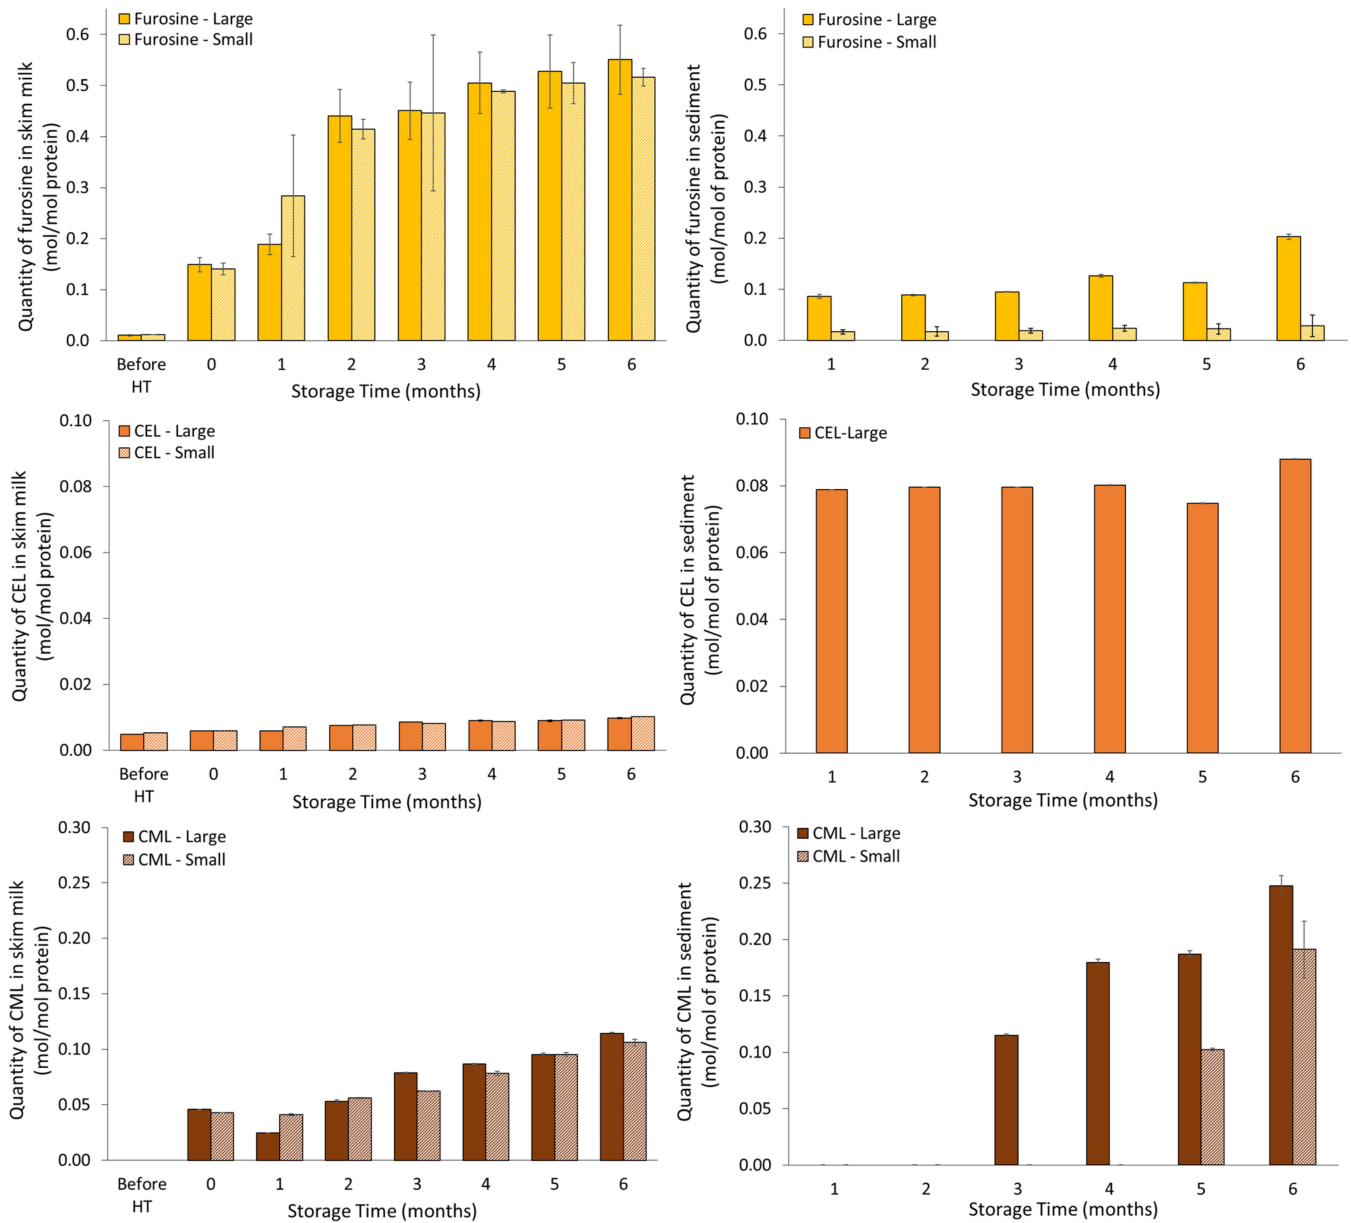 Quantity of furosine in skim milk
(mol/mol protein)
Furosine - Large
Furosine - Small
0.6
0.5
0.4
0.3
0.2
0.1
0.0
Before HT 0 1 2 3 4 5 6
Storage Time (months)
Quantity of furosine in sediment
(mol/mol of protein)
Furosine - Large
Furosine - Small
0.6
0.5
0.4
0.3
0.2
0.1
0.0
1 2 3 4 5 6
Storage Time (months)
Quantity of CEL in skim milk
(mol/mol protein)
CEL - Large
CEL - Small
0.10
0.08
0.06
0.04
0.02
0.00
Before HT 0 1 2 3 4 5 6
Storage Time (months)
Quantity of CEL in sediment
(mol/mol of protein)
CEL-Large
0.10
0.08
0.06
0.04
0.02
0.00
1 2 3 4 5 6
Storage Time (months)
Quantity of CML in skim milk
(mol/mol protein)
CML - Large
CML - Small
0.30
0.25
0.20
0.15
0.10
0.05
0.00
Before HT 0 1 2 3 4 5 6
Storage Time (months)
Quantity of CML in sediment
(mol/mol of protein)
CML - Large
CML - Small
0.30
0.25
0.20
0.15
0.10
0.05
0.00
1 2 3 4 5 6
Storage Time (months)